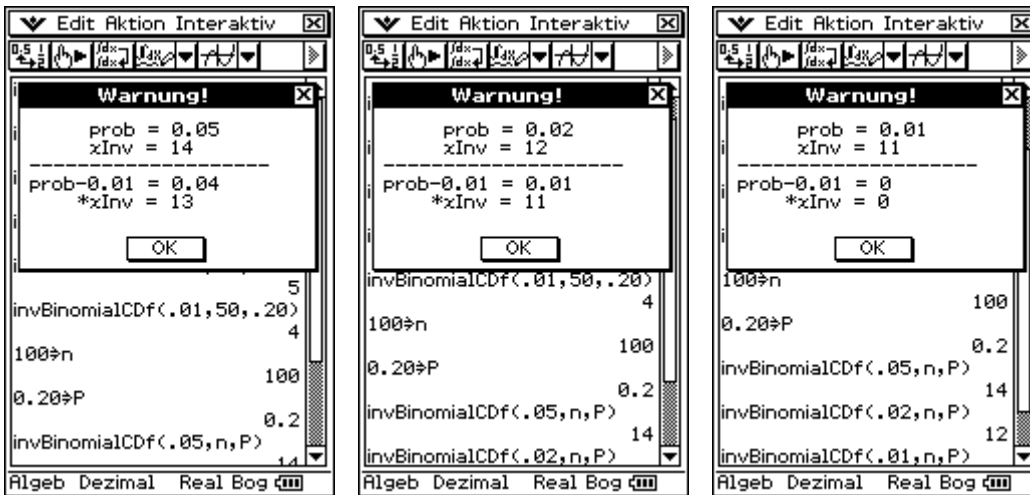 Edit Aktion Interaktiv
Warnung!
prob = 0.05
xInv = 14
prob-0.01 = 0.04
*xInv = 13
OK
5
invBinomialCDf(.01,50,.20)
4
100⇒n
100
0.20⇒P
0.2
invBinomialCDf(.05,n,P)
14
Algeb Dezimal Real Bog
Edit Aktion Interaktiv
Warnung!
prob = 0.02
xInv = 12
prob-0.01 = 0.01
*xInv = 11
OK
invBinomialCDf(.01,50,.20)
4
100⇒n
100
0.20⇒P
0.2
invBinomialCDf(.05,n,P)
14
invBinomialCDf(.02,n,P)
Algeb Dezimal Real Bog
Edit Aktion Interaktiv
Warnung!
prob = 0.01
xInv = 11
prob-0.01 = 0
*xInv = 0
OK
100⇒n
100
0.20⇒P
0.2
invBinomialCDf(.05,n,P)
14
invBinomialCDf(.02,n,P)
12
invBinomialCDf(.01,n,P)
Algeb Dezimal Real Bog